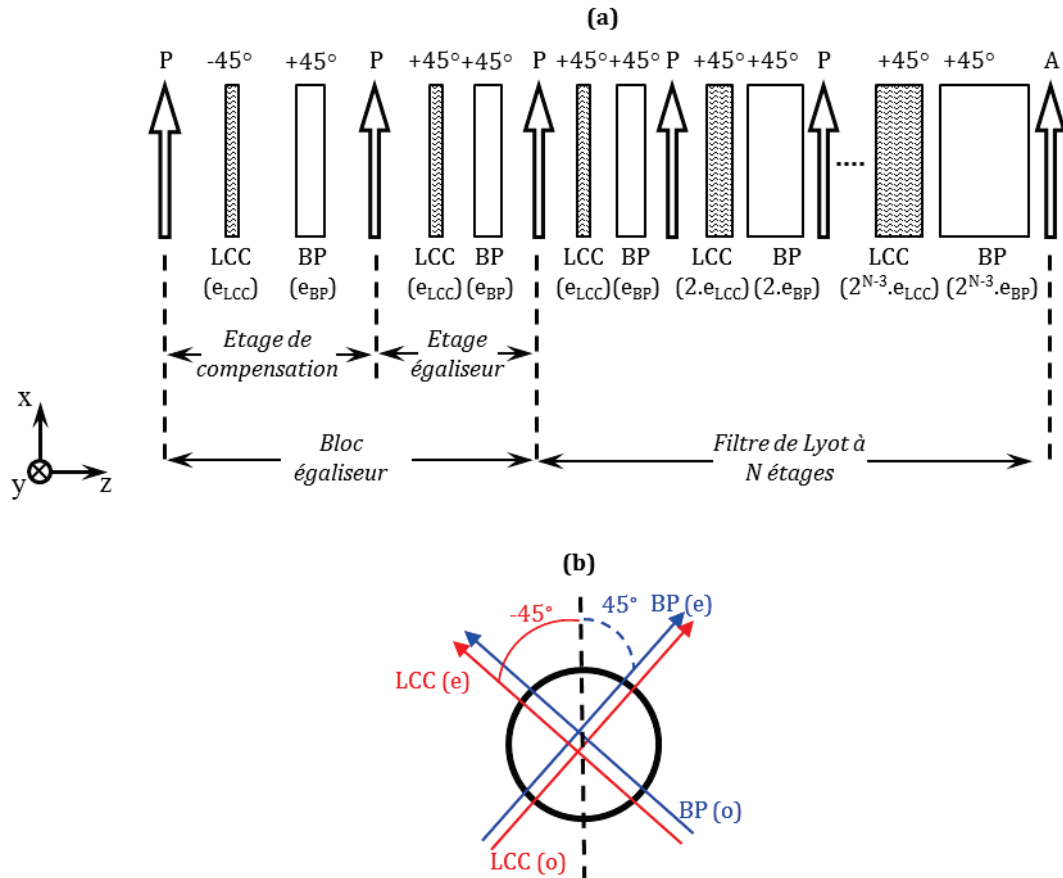 (a)
P -45° +45° P +45°+45° P +45°+45° P +45°+45° P +45° +45° A
....
LCC BP LCC BP LCC BP LCC BP LCC BP
(eLCC) (eBP) (eLCC) (eBP) (eLCC) (eBP) (2.eLCC) (2.eBP) (2^N-3.eLCC) (2^N-3.eBP)
Etage de Etage
compensation égaliseur
x
y z
Bloc Filtre de Lyot à
égaliseur N étages
(b)
-45° 45° BP (e)
LCC (e)
BP (o)
LCC (o)